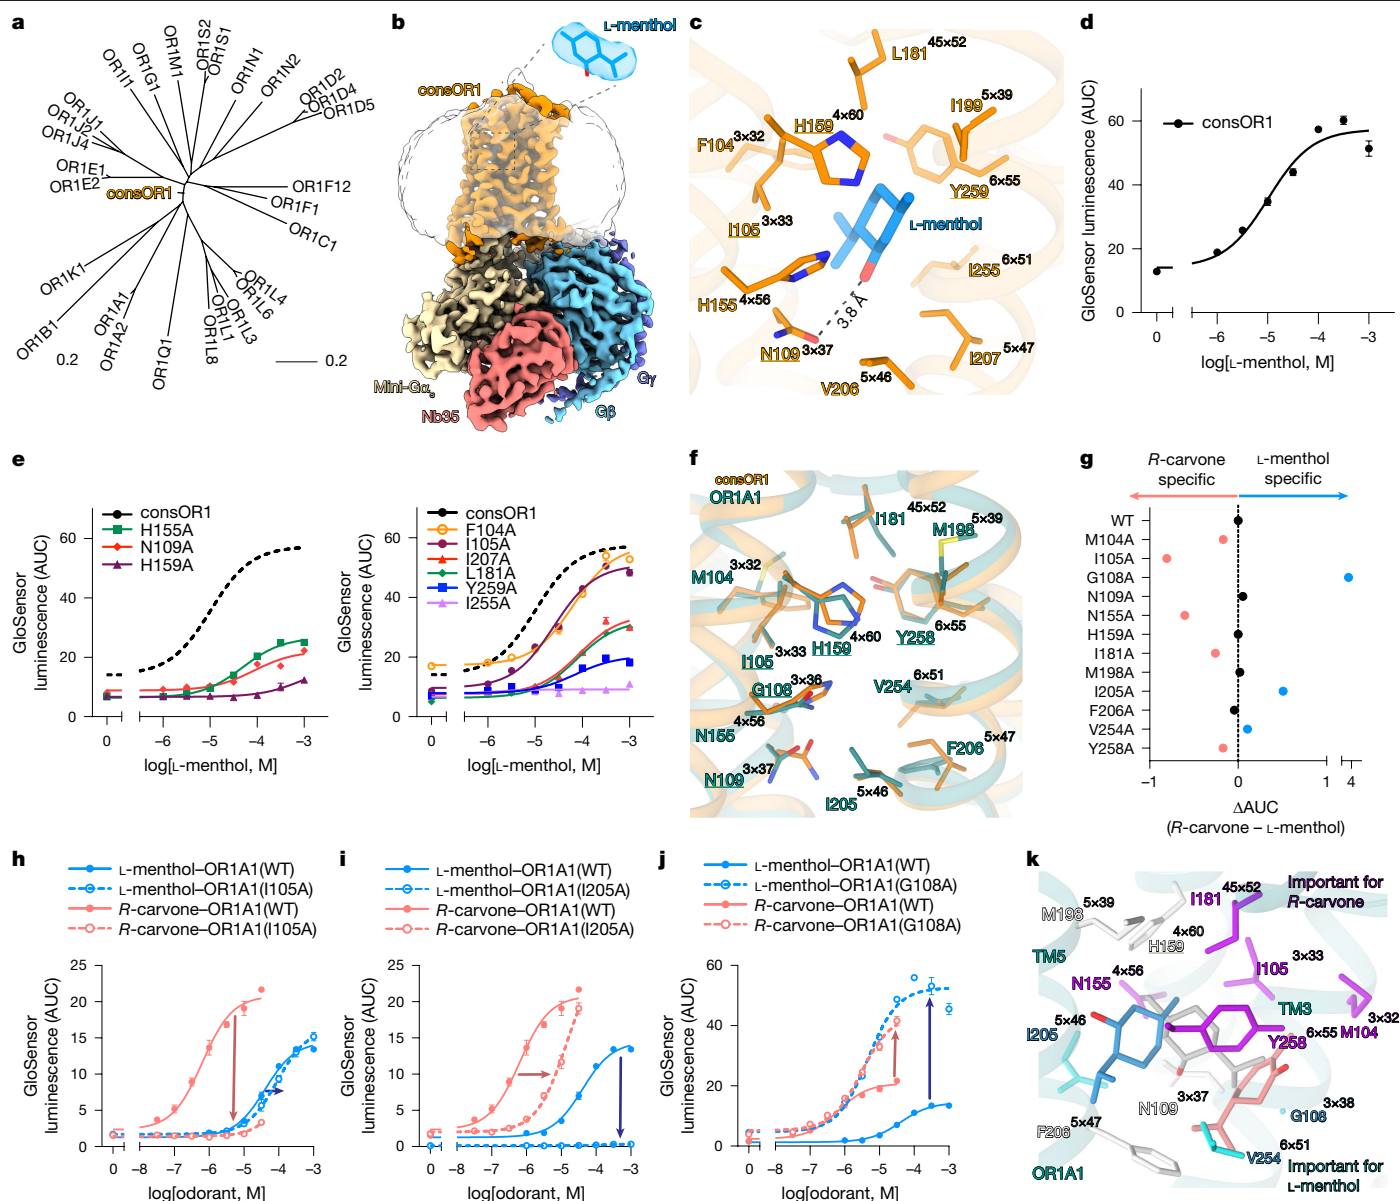 a
OR1J1
OR1J2
OR1J4
OR1I1
OR1G1
OR1M1
OR1S2
OR1S1
OR1N1
OR1N2
OR1D2
OR1D4
OR1D5
OR1E1
OR1E2
consOR1
OR1F12
OR1F1
OR1C1
OR1K1
OR1B1
OR1A1
OR1A2
OR1Q1
OR1L8
OR1L1
OR1L3
OR1L6
OR1L4
0.2
0.2
b
L-menthol
consOR1
Mini-Gαs
Nb35
Gβ
Gγ
c
L181 45×52
I199 5×39
H159 4×60
F104 3×32
Y259 6×55
I105 3×33
L-menthol
I255 6×51
H155 4×56
3.8 Å
N109 3×37
I207 5×47
V206 5×46
d
GloSensor luminescence (AUC)
consOR1
60
40
20
0
0 −6 −5 −4 −3
log[L-menthol, M]
e
GloSensor
luminescence (AUC)
consOR1
H155A
N109A
H159A
60
40
20
0
0 −6 −5 −4 −3
log[L-menthol, M]
GloSensor
luminescence (AUC)
consOR1
F104A
I105A
I207A
L181A
Y259A
I255A
60
40
20
0
0 −6 −5 −4 −3
log[L-menthol, M]
f
consOR1
OR1A1
I181 45×52
M198 5×39
M104 3×32
H159 4×60
Y258 6×55
I105 3×33
G108 3×36
V254 6×51
N155 4×56
F206 5×47
N109 3×37
I205 5×46
g
R-carvone
specific
L-menthol
specific
WT
M104A
I105A
G108A
N109A
N155A
H159A
I181A
M198A
I205A
F206A
V254A
Y258A
−1 0 1 4
ΔAUC
(R-carvone − L-menthol)
h
L-menthol–OR1A1(WT)
L-menthol–OR1A1(I105A)
R-carvone–OR1A1(WT)
R-carvone–OR1A1(I105A)
GloSensor
luminescence (AUC)
25
20
15
10
5
0
0 −8 −7 −6 −5 −4 −3
log[odorant, M]
i
L-menthol–OR1A1(WT)
L-menthol–OR1A1(I205A)
R-carvone–OR1A1(WT)
R-carvone–OR1A1(I205A)
GloSensor
luminescence (AUC)
25
20
15
10
5
0
0 −8 −7 −6 −5 −4 −3
log[odorant, M]
j
L-menthol–OR1A1(WT)
L-menthol–OR1A1(G108A)
R-carvone–OR1A1(WT)
R-carvone–OR1A1(G108A)
GloSensor
luminescence (AUC)
60
40
20
0
0 −8 −7 −6 −5 −4 −3
log[odorant, M]
k
Important for
R-carvone
I181 45×52
M198 5×39
H159 4×60
TM5
I105 3×33
N155 4×56
TM3
M104 3×32
I205 5×46
Y258 6×55
N109 3×37
G108 3×38
F206 5×47
V254 6×51
OR1A1
Important for
L-menthol